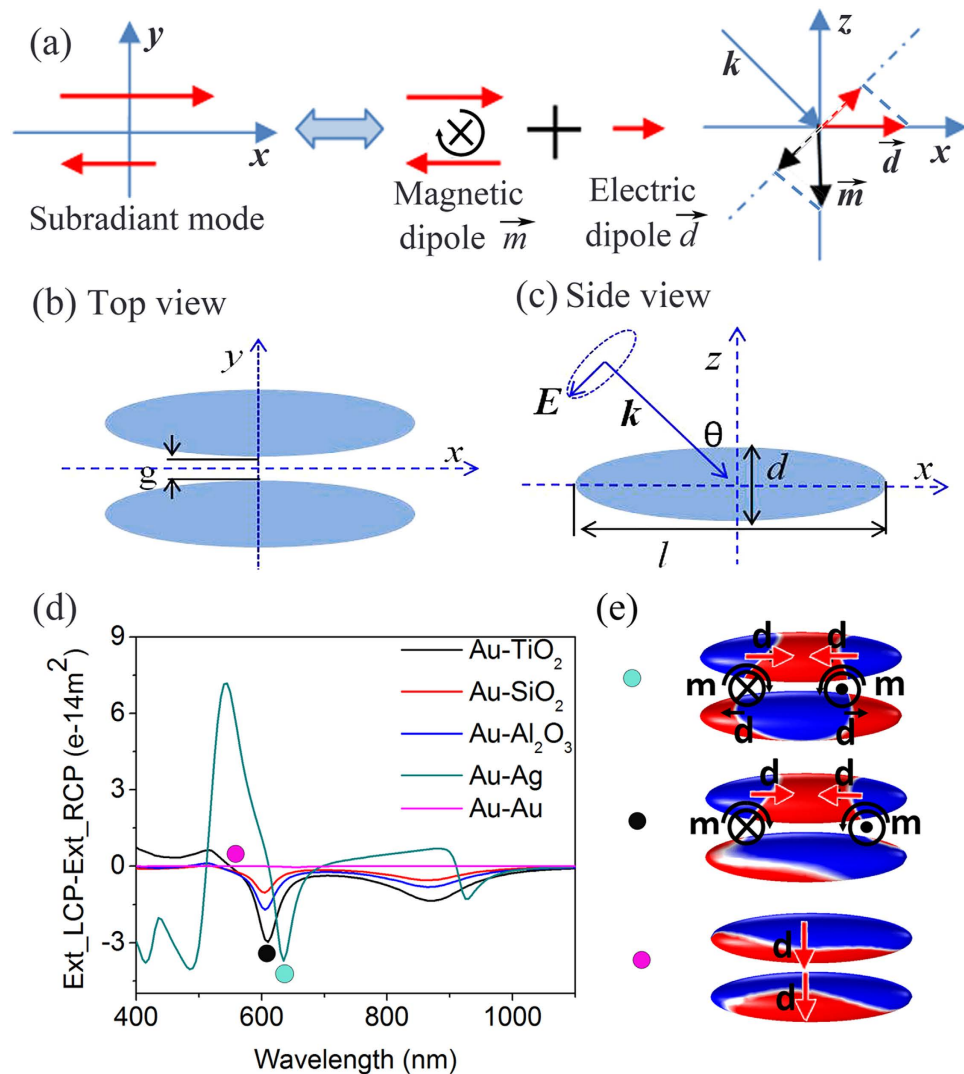 (a)
y
x
Subradiant mode
Magnetic
dipole m⃗
Electric
dipole d⃗
z
k
d⃗
x
m⃗
(b) Top view
y
x
g
(c) Side view
z
E
k
θ
d
x
l
(d)
Ext_LCP-Ext_RCP (e-14m²)
9
6
3
0
-3
Au-TiO₂
Au-SiO₂
Au-Al₂O₃
Au-Ag
Au-Au
400 600 800 1000
Wavelength (nm)
(e)
d d
m m
d d
d d
m m
d
d